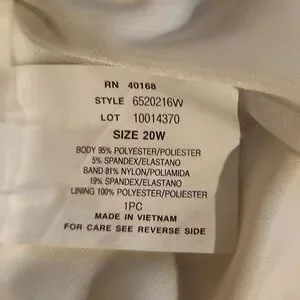 RN 40168
STYLE 6520216W
LOT 10014370
SIZE 20W
BODY 95% POLYESTER/POLIESTER
5% SPANDEX/ELASTANO
BAND 81% NYLON/POLIAMIDA
19% SPANDEX/ELASTANO
LINING 100% POLYESTER/POLIESTER
1PC
MADE IN VIETNAM
FOR CARE SEE REVERSE SIDE